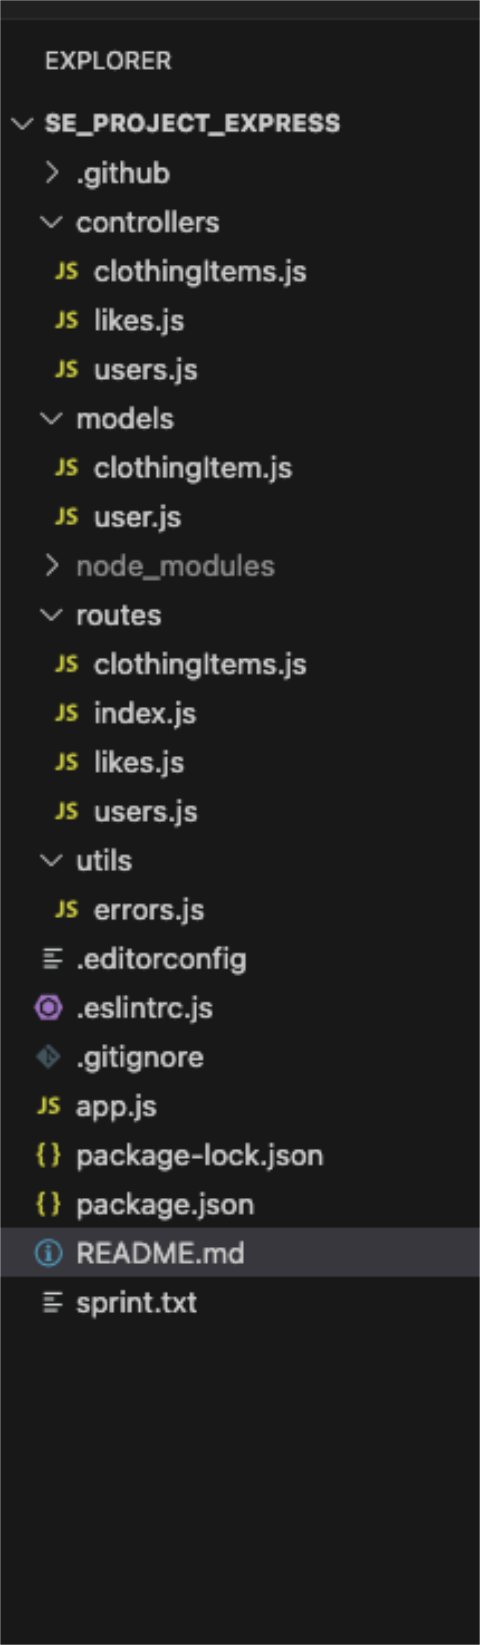 EXPLORER
SE_PROJECT_EXPRESS
.github
controllers
JS clothingItems.js
JS likes.js
JS users.js
models
JS clothingItem.js
JS user.js
node_modules
routes
JS clothingItems.js
JS index.js
JS likes.js
JS users.js
utils
JS errors.js
.editorconfig
.eslintrc.js
.gitignore
JS app.js
{} package-lock.json
{} package.json
README.md
sprint.txt